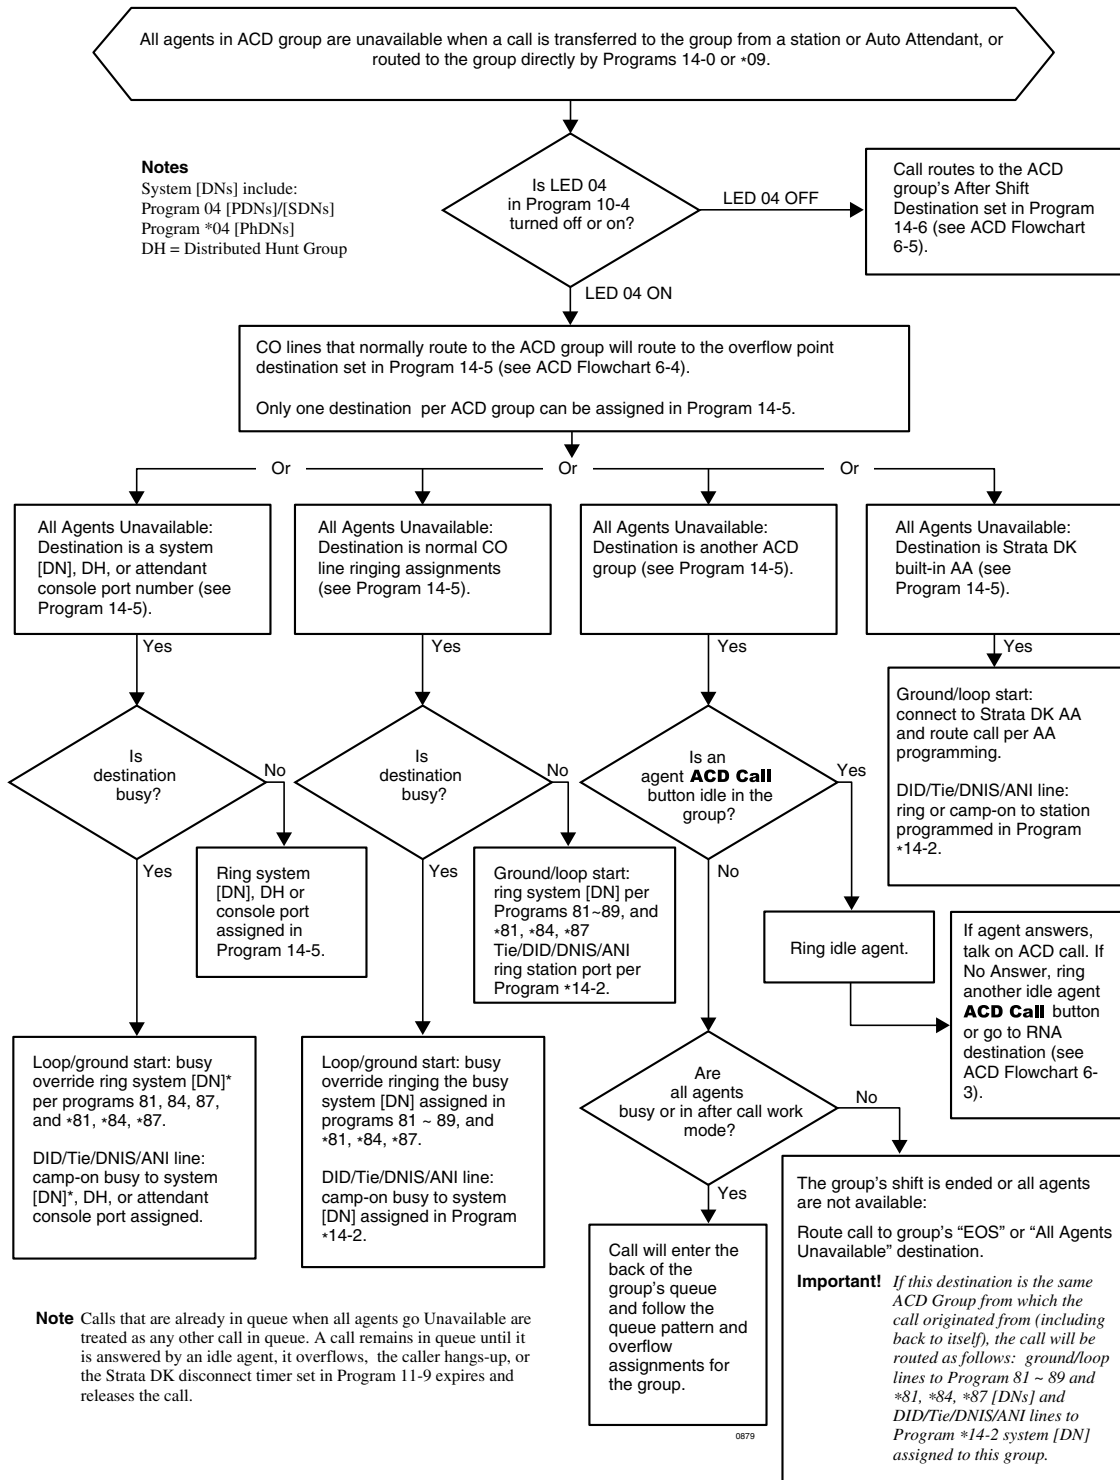 All agents in ACD group are unavailable when a call is transferred to the group from a station or Auto Attendant, or
routed to the group directly by Programs 14-0 or *09.
Notes
System [DNs] include:
Program 04 [PDNs]/[SDNs]
Program *04 [PhDNs]
DH = Distributed Hunt Group
Is LED 04
in Program 10-4
turned off or on?
LED 04 OFF
Call routes to the ACD
group's After Shift
Destination set in Program
14-6 (see ACD Flowchart
6-5).
LED 04 ON
CO lines that normally route to the ACD group will route to the overflow point
destination set in Program 14-5 (see ACD Flowchart 6-4).
Only one destination per ACD group can be assigned in Program 14-5.
Or
Or
Or
All Agents Unavailable:
Destination is a system
[DN], DH, or attendant
console port number (see
Program 14-5).
All Agents Unavailable:
Destination is normal CO
line ringing assignments
(see Program 14-5).
All Agents Unavailable:
Destination is another ACD
group (see Program 14-5).
All Agents Unavailable:
Destination is Strata DK
built-in AA (see
Program 14-5).
Yes
Yes
Yes
Yes
Is
destination
busy?
No
Is
destination
busy?
No
Is an
agent ACD Call
button idle in the
group?
Yes
Ground/loop start:
connect to Strata DK AA
and route call per AA
programming.
DID/Tie/DNIS/ANI line:
ring or camp-on to station
programmed in Program
*14-2.
Yes
Ring system
[DN], DH or
console port
assigned in
Program 14-5.
Yes
Ground/loop start:
ring system [DN] per
Programs 81~89, and
*81, *84, *87
Tie/DID/DNIS/ANI
ring station port per
Program *14-2.
No
Ring idle agent.
If agent answers,
talk on ACD call. If
No Answer, ring
another idle agent
ACD Call button
or go to RNA
destination (see
ACD Flowchart 6-
3).
Loop/ground start: busy
override ring system [DN]*
per programs 81, 84, 87,
and *81, *84, *87.
DID/Tie/DNIS/ANI line:
camp-on busy to system
[DN]*, DH, or attendant
console port assigned.
Loop/ground start: busy
override ringing the busy
system [DN] assigned in
programs 81 ~ 89, and
*81, *84, *87.
DID/Tie/DNIS/ANI line:
camp-on busy to system
[DN] assigned in Program
*14-2.
Are
all agents
busy or in after call work
mode?
No
Yes
Call will enter the
back of the
group's queue
and follow the
queue pattern and
overflow
assignments for
the group.
The group's shift is ended or all agents
are not available:
Route call to group's "EOS" or "All Agents
Unavailable" destination.
Important! If this destination is the same
ACD Group from which the
call originated from (including
back to itself), the call will be
routed as follows: ground/loop
lines to Program 81 ~ 89 and
*81, *84, *87 [DNs] and
DID/Tie/DNIS/ANI lines to
Program *14-2 system [DN]
assigned to this group.
Note Calls that are already in queue when all agents go Unavailable are
treated as any other call in queue. A call remains in queue until it
is answered by an idle agent, it overflows, the caller hangs-up, or
the Strata DK disconnect timer set in Program 11-9 expires and
releases the call.
0879